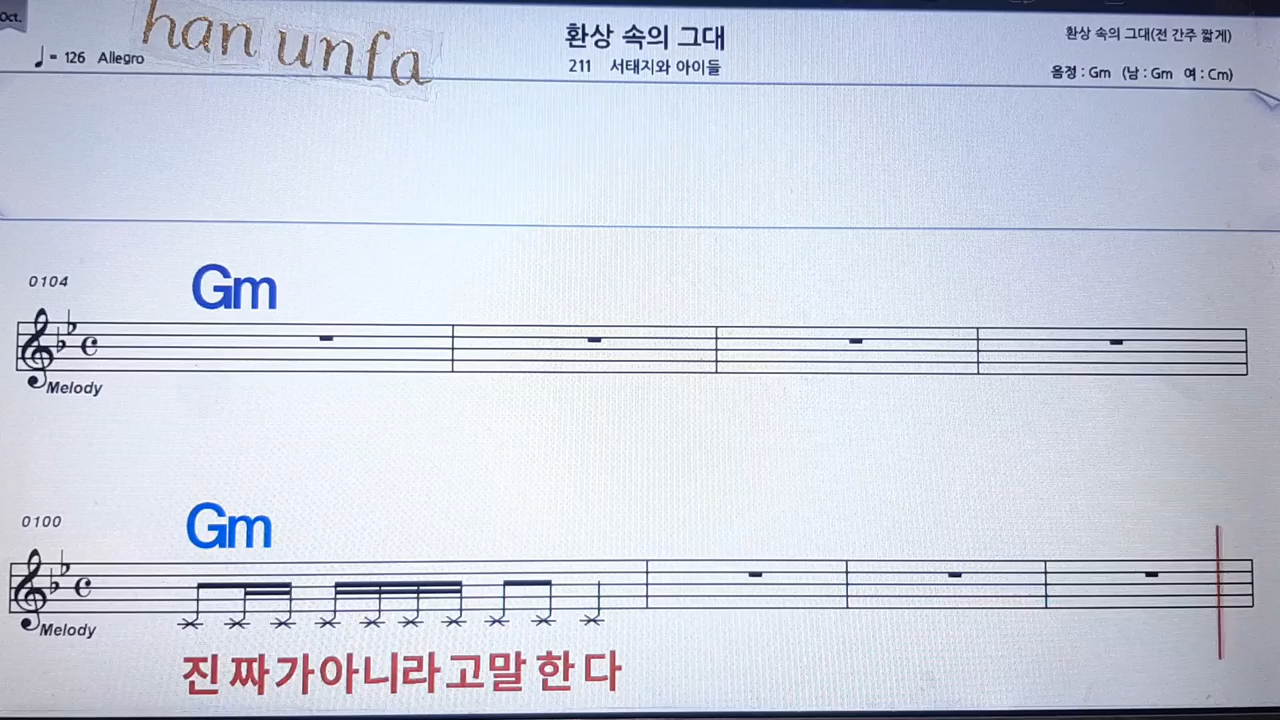 Oct.
han unfa
환상 속의 그대
환상 속의 그대(전 간주 짧게)
= 126 Allegro
211 서태지와 아이들
음정 : Gm (남 : Gm 여 : Cm)
0104
Gm
Melody
0100
Gm
Melody
진 짜 가 아 니 라 고 말 한 다